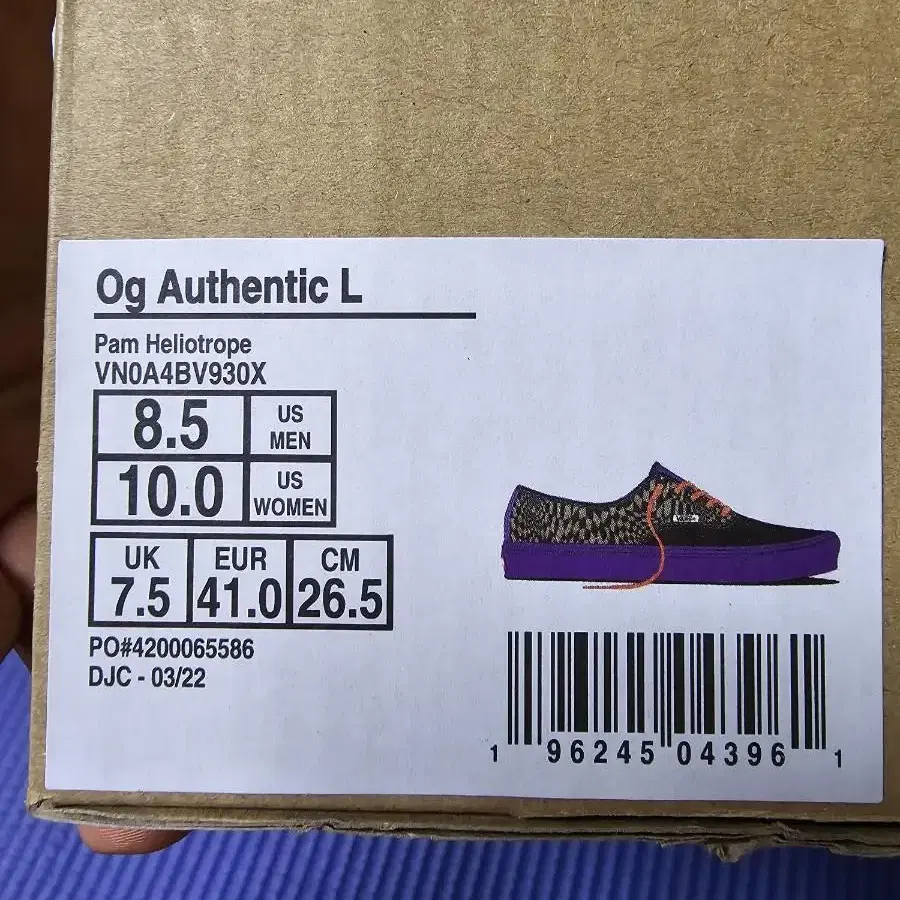 Og Authentic L
Pam Heliotrope
VN0A4BV930X
8.5 US MEN
10.0 US WOMEN
UK EUR CM
7.5 41.0 26.5
PO#4200065586
DJC - 03/22
1 96245 04396 1